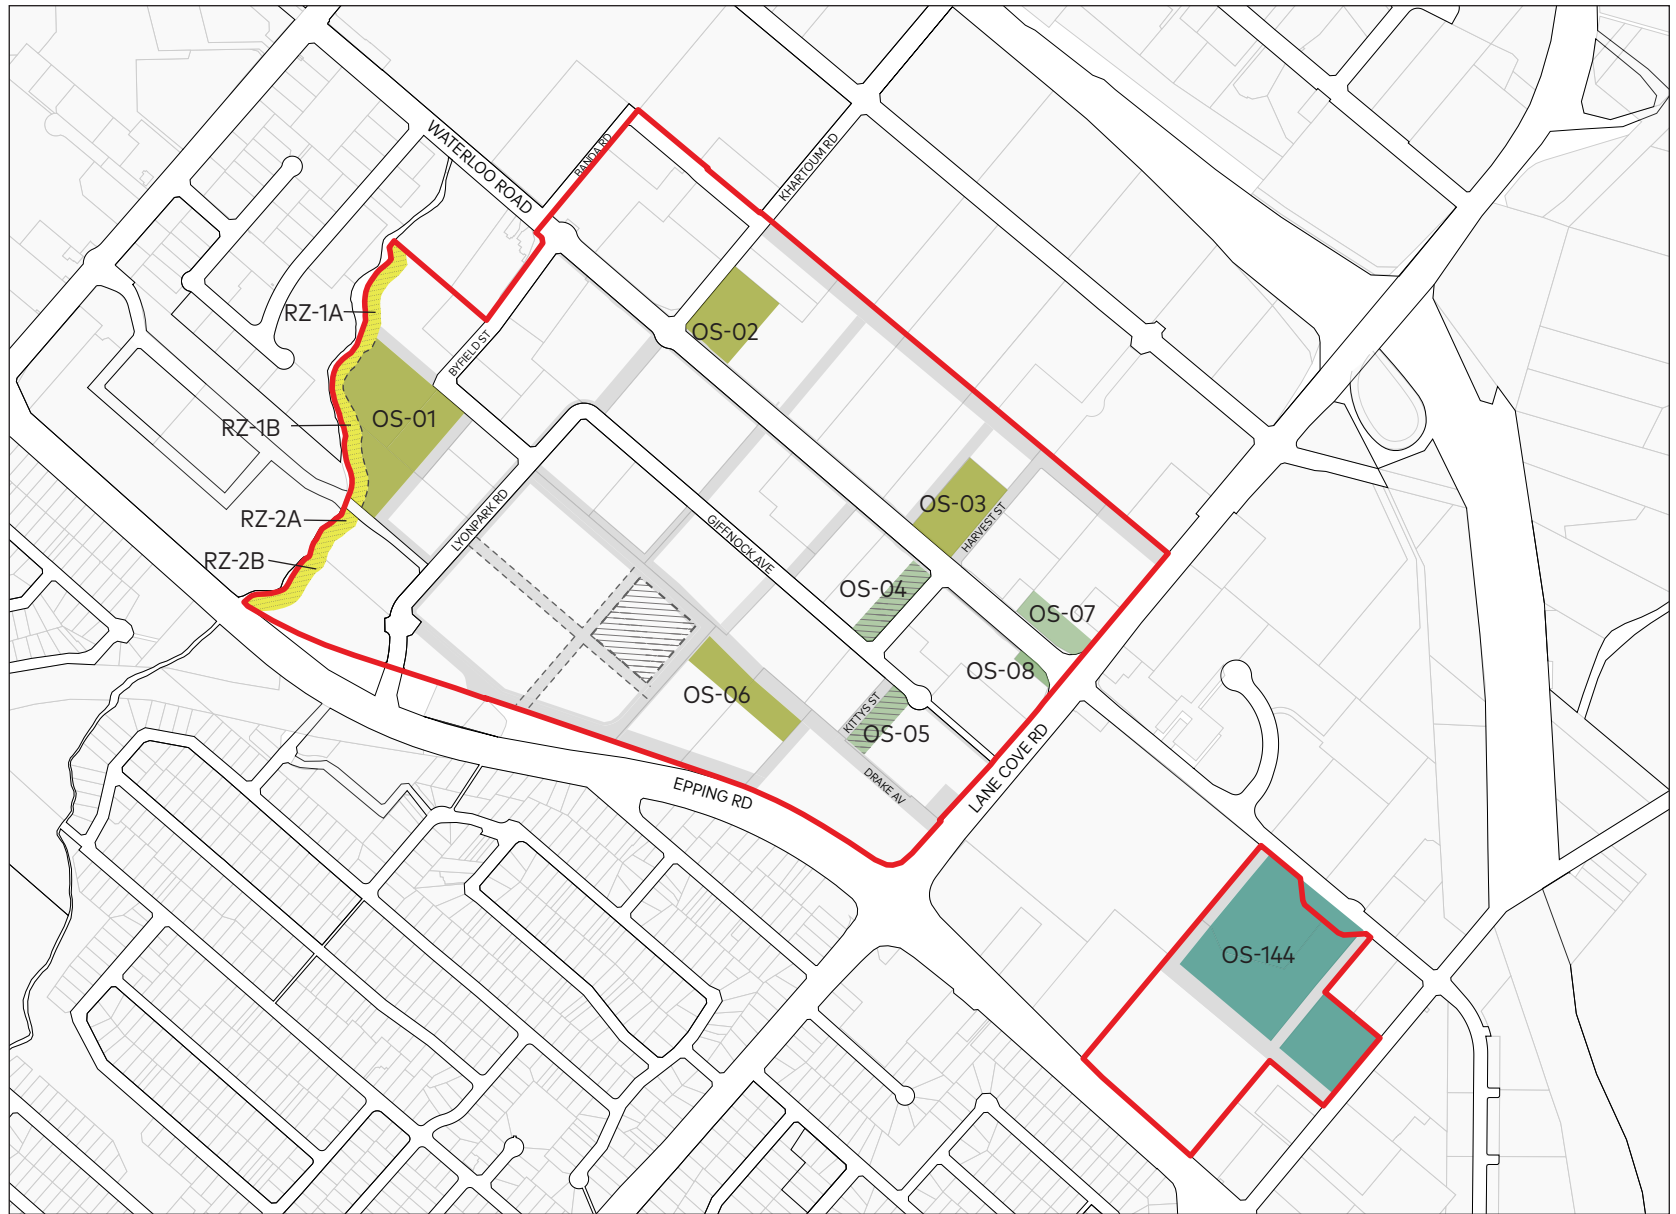 WATERLOO ROAD
BANDA RD
KHARTOUM RD
RZ-1A
BYFIELD ST
OS-02
RZ-1B
OS-01
LYONPARK RD
GIFFNOCK AVE
OS-03
HARVEST ST
RZ-2A
RZ-2B
OS-04
OS-07
OS-06
OS-08
KITTYS ST
OS-05
DRAKE AV
EPPING RD
LANE COVE RD
OS-144